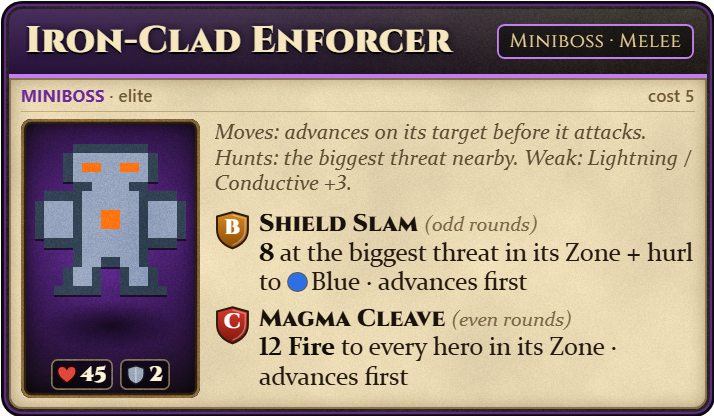 Iron-Clad Enforcer
Miniboss · Melee
MINIBOSS · elite
cost 5
Moves: advances on its target before it attacks.
Hunts: the biggest threat nearby. Weak: Lightning /
Conductive +3.
B
Shield Slam (odd rounds)
8 at the biggest threat in its Zone + hurl
to Blue · advances first
C
Magma Cleave (even rounds)
12 Fire to every hero in its Zone ·
advances first
45
2